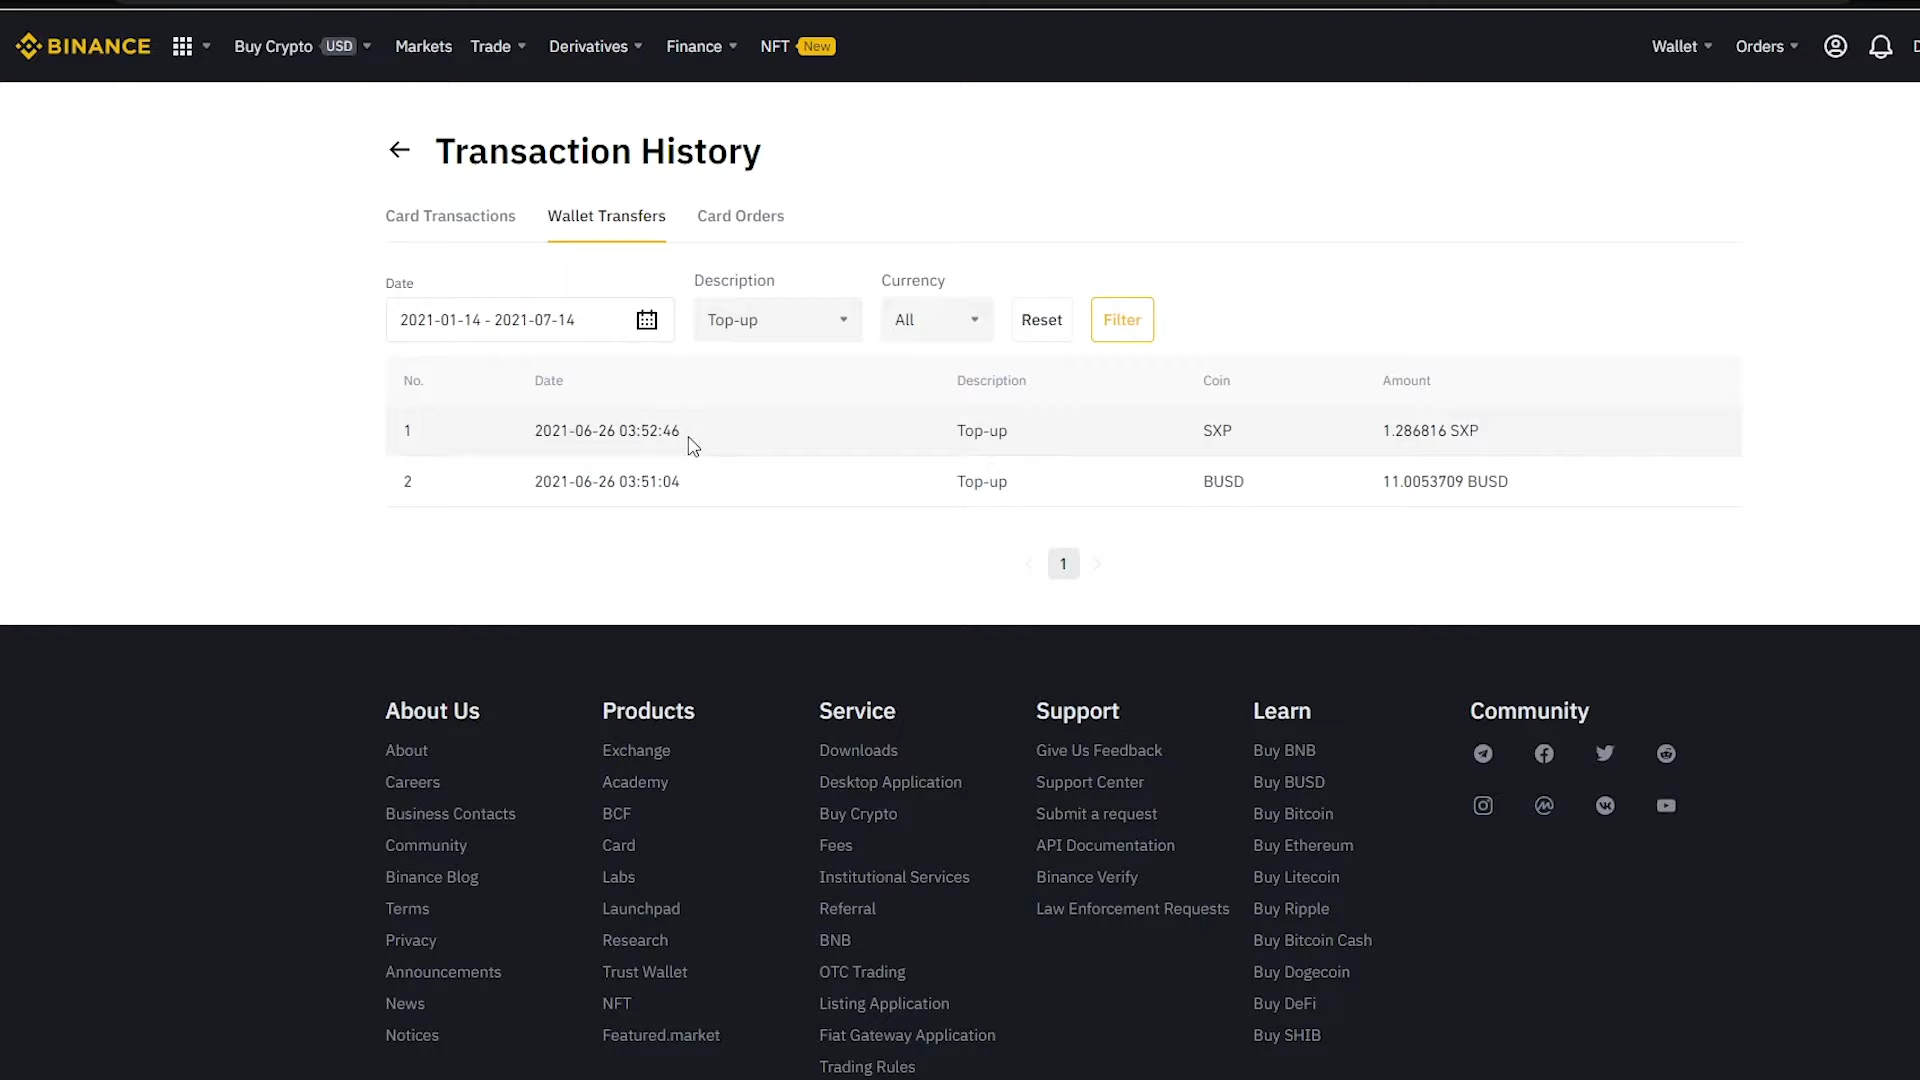 BINANCE Buy Crypto USD Markets Trade Derivatives Finance NFT New Wallet Orders
Transaction History
Card Transactions Wallet Transfers Card Orders
Date Description Currency
2021-01-14 - 2021-07-14 Top-up All Reset Filter
No. Date Description Coin Amount
1 2021-06-26 03:52:46 Top-up SXP 1.286816 SXP
2 2021-06-26 03:51:04 Top-up BUSD 11.0053709 BUSD
1
About Us Products Service Support Learn Community
About Exchange Downloads Give Us Feedback Buy BNB
Careers Academy Desktop Application Support Center Buy BUSD
Business Contacts BCF Buy Crypto Submit a request Buy Bitcoin
Community Card Fees API Documentation Buy Ethereum
Binance Blog Labs Institutional Services Binance Verify Buy Litecoin
Terms Launchpad Referral Law Enforcement Requests Buy Ripple
Privacy Research BNB Buy Bitcoin Cash
Announcements Trust Wallet OTC Trading Buy Dogecoin
News NFT Listing Application Buy DeFi
Notices Featured.market Fiat Gateway Application Buy SHIB
Trading Rules